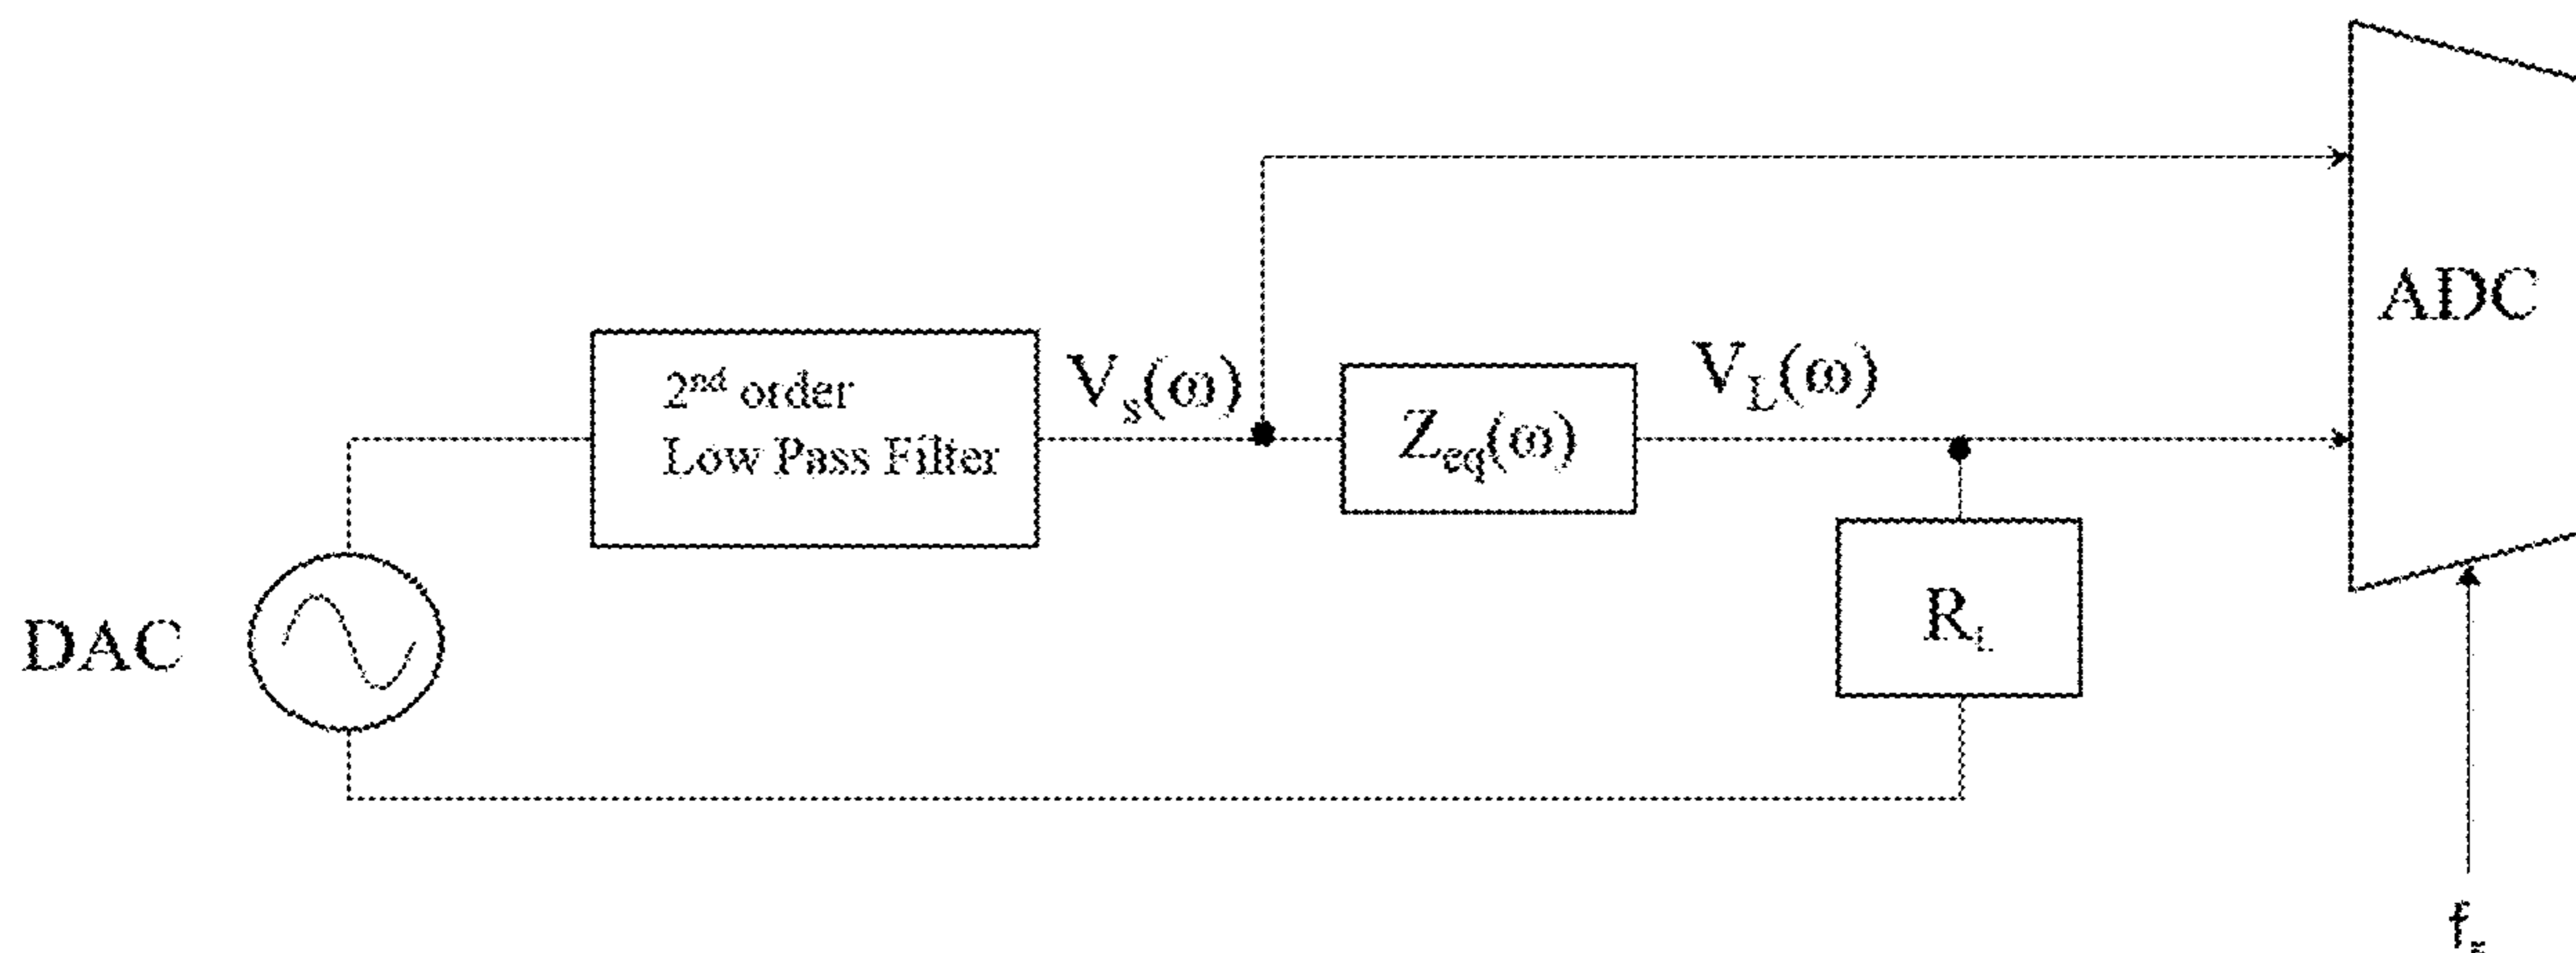 ADC
2nd order
Low Pass Filter
Vs(ω)
Zeq(ω)
VL(ω)
RL
DAC
fs